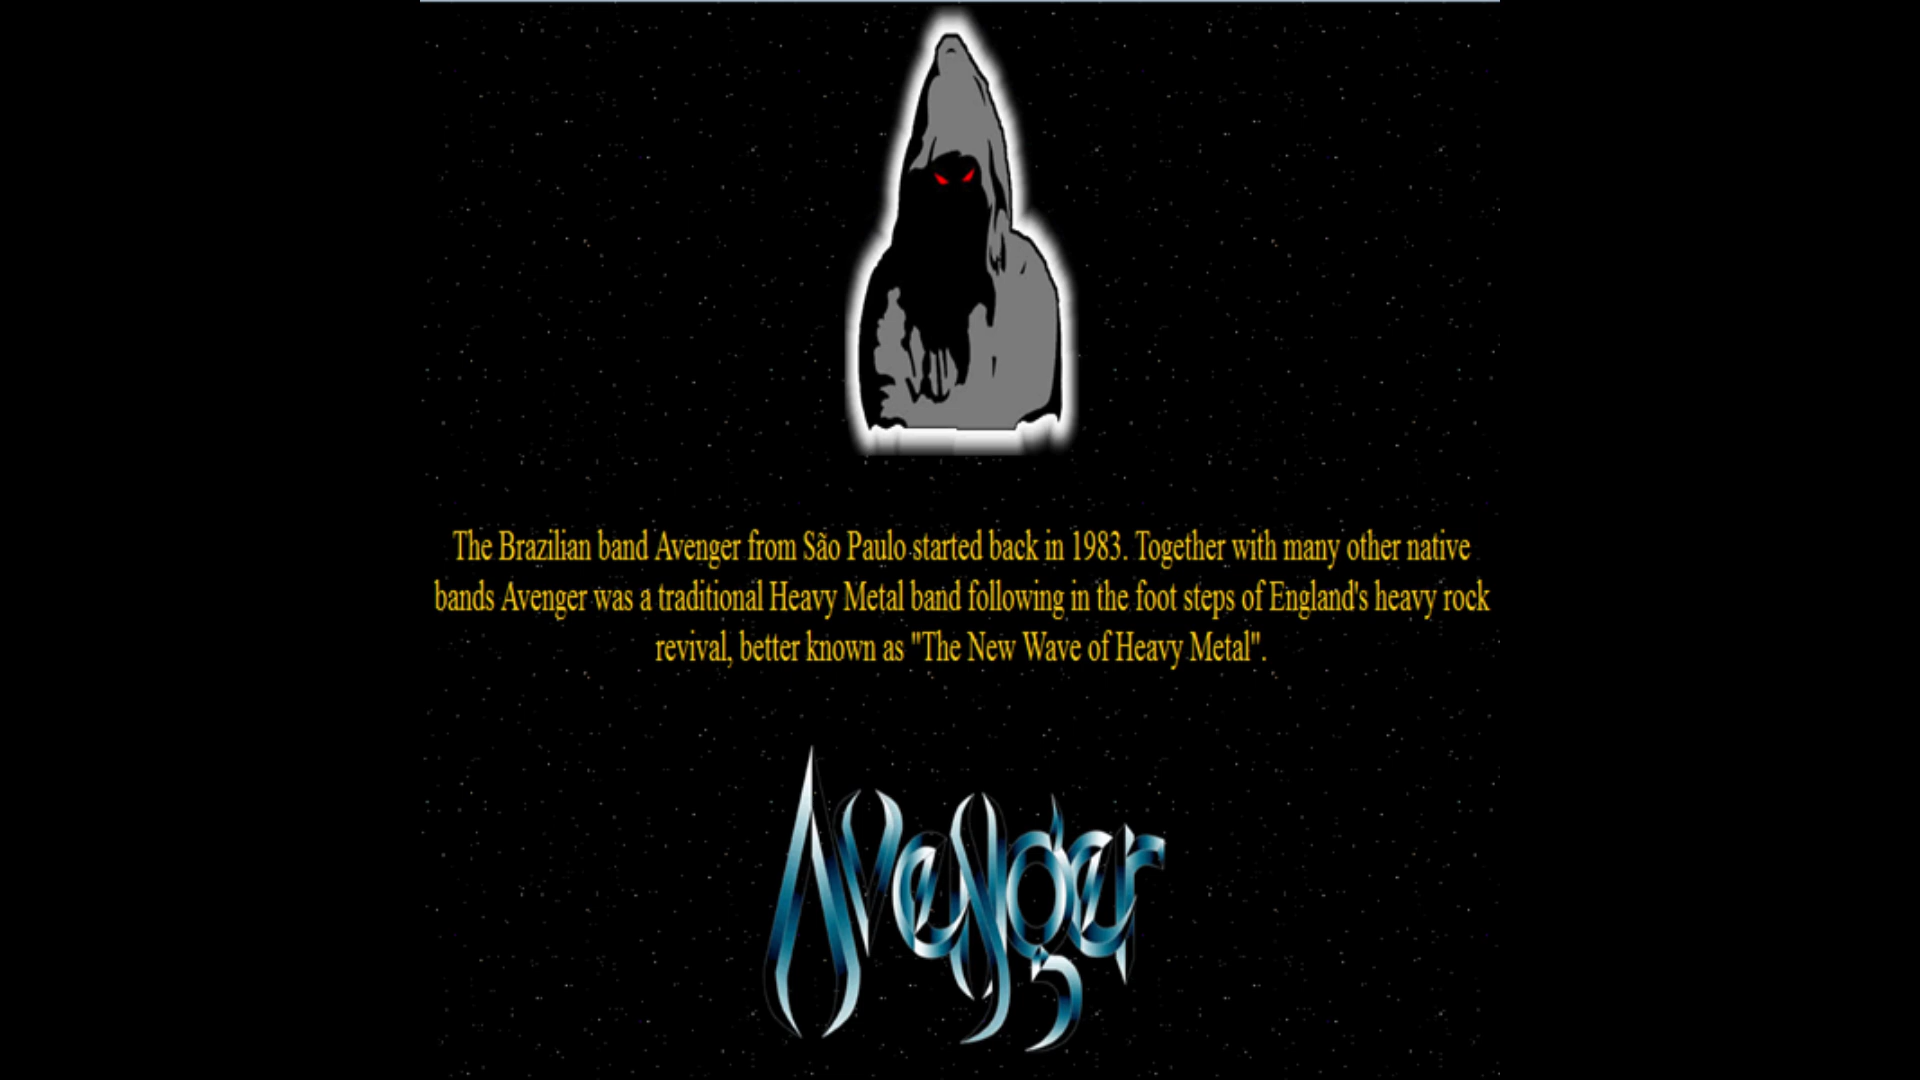 The Brazilian band Avenger from São Paulo started back in 1983. Together with many other native
bands Avenger was a traditional Heavy Metal band following in the foot steps of England's heavy rock
revival, better known as "The New Wave of Heavy Metal".
Avenger